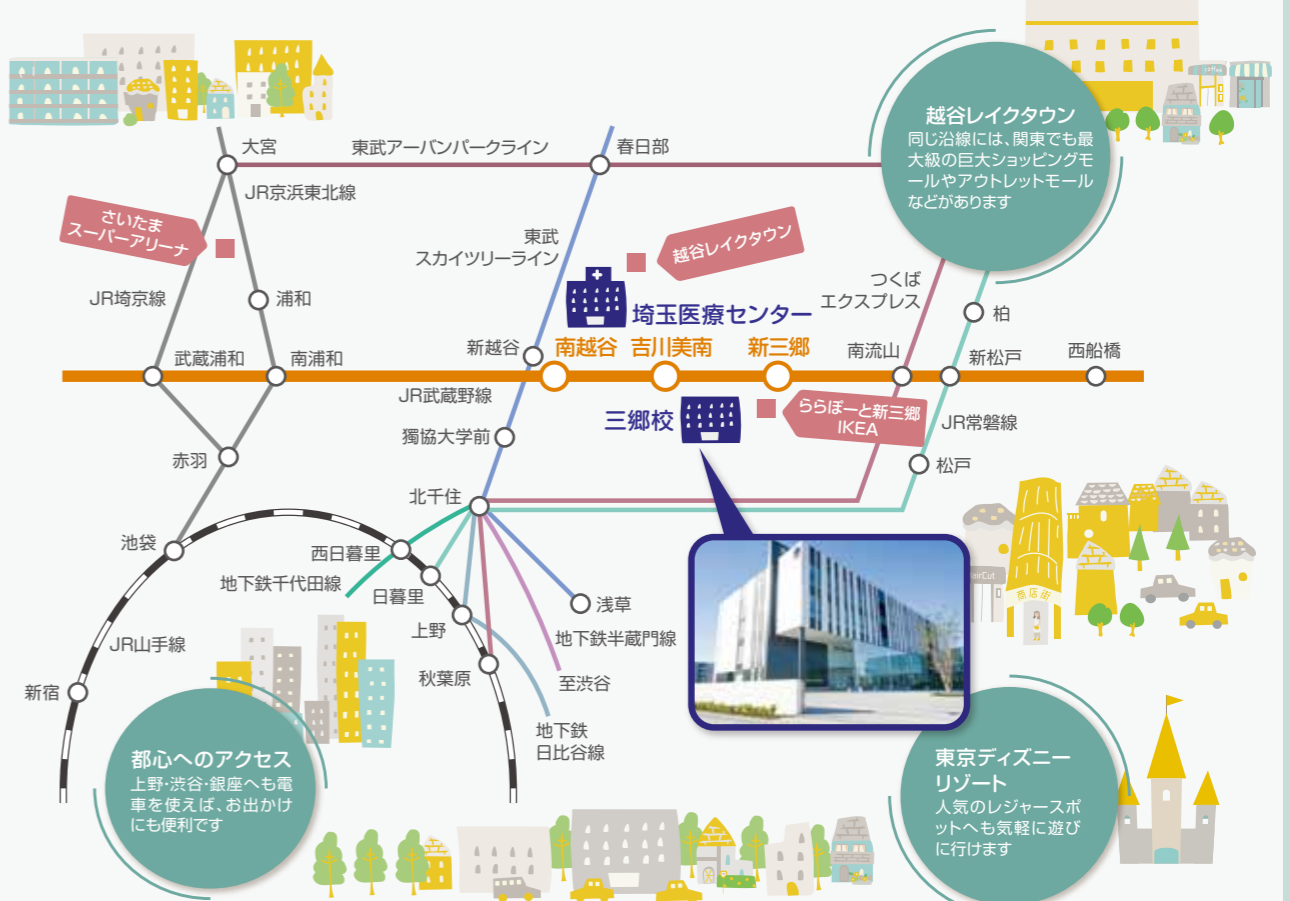 越谷レイクタウン
同じ沿線には、関東でも最
大級の巨大ショッピングモ
ールやアウトレットモール
などがあります
Coffee
大宮
東武アーバンパークライン
春日部
JR京浜東北線
さいたま
スーパーアリーナ
東武
スカイツリーライン
越谷レイクタウン
つくば
エクスプレス
JR埼京線
浦和
埼玉医療センター
柏
武蔵浦和
南浦和
新越谷
南越谷
吉川美南
新三郷
南流山
新松戸
西船橋
JR武蔵野線
三郷校
ららぽーと新三郷
IKEA
JR常磐線
獨協大学前
赤羽
松戸
北千住
池袋
西日暮里
地下鉄千代田線
日暮里
浅草
上野
地下鉄半蔵門線
JR山手線
秋葉原
至渋谷
新宿
地下鉄
日比谷線
HairCut
商店街
都心へのアクセス
上野・渋谷・銀座へも電
車を使えば、お出かけ
にも便利です
東京ディズニー
リゾート
人気のレジャースポ
ットへも気軽に遊び
に行けます